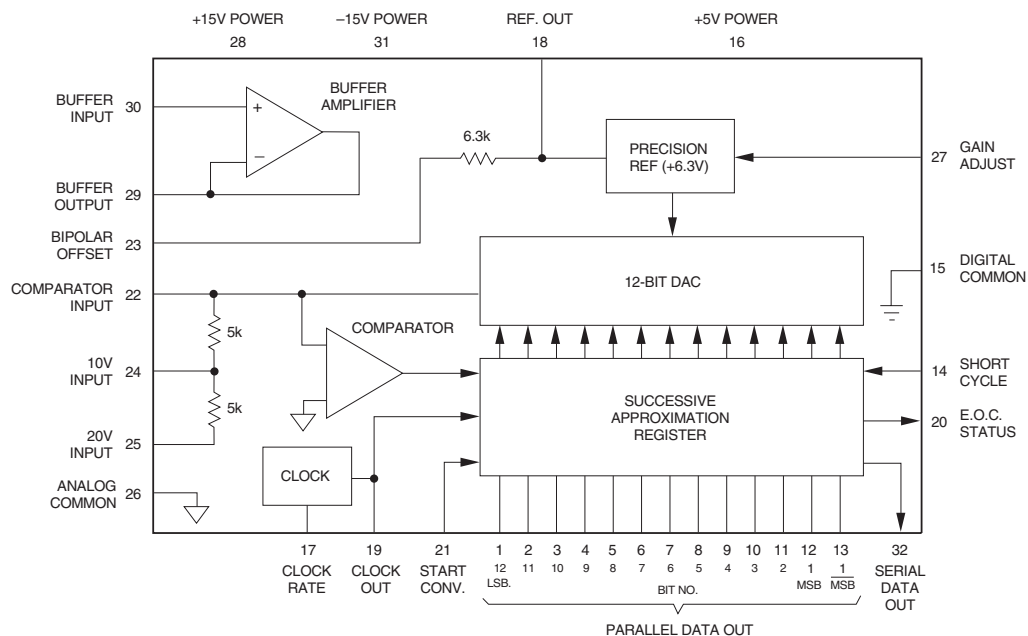 +15V POWER –15V POWER REF. OUT +5V POWER
28 31 18 16
BUFFER
INPUT 30
BUFFER
AMPLIFIER
+
–
6.3k
PRECISION
REF (+6.3V)
27 GAIN
ADJUST
BUFFER
OUTPUT 29
BIPOLAR
OFFSET 23
12-BIT DAC
15 DIGITAL
COMMON
COMPARATOR
INPUT 22
5k
COMPARATOR
10V
INPUT 24
14 SHORT
CYCLE
5k
SUCCESSIVE
APPROXIMATION
REGISTER
20 E.O.C.
STATUS
20V
INPUT 25
CLOCK
ANALOG
COMMON 26
17 19 21 1 2 3 4 5 6 7 8 9 10 11 12 13 32
CLOCK
RATE
CLOCK
OUT
START
CONV.
12 11 10 9 8 7 6 5 4 3 2 1 1
LSB. BIT NO. MSB MSB
SERIAL
DATA
OUT
PARALLEL DATA OUT